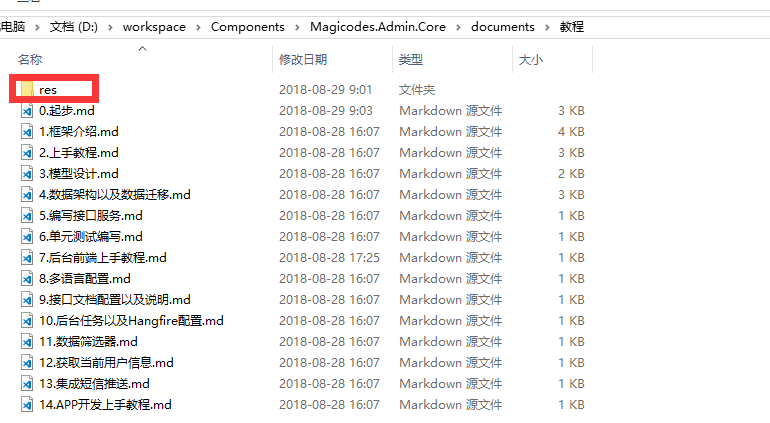 电脑 > 文档 (D:) > workspace > Components > Magicodes.Admin.Core > documents > 教程
名称 修改日期 类型 大小
res 2018-08-29 9:01 文件夹
0.起步.md 2018-08-29 9:03 Markdown 源文件 3 KB
1.框架介绍.md 2018-08-28 16:07 Markdown 源文件 4 KB
2.上手教程.md 2018-08-28 16:07 Markdown 源文件 3 KB
3.模型设计.md 2018-08-28 16:07 Markdown 源文件 2 KB
4.数据架构以及数据迁移.md 2018-08-28 16:07 Markdown 源文件 3 KB
5.编写接口服务.md 2018-08-28 16:07 Markdown 源文件 1 KB
6.单元测试编写.md 2018-08-28 16:07 Markdown 源文件 1 KB
7.后台前端上手教程.md 2018-08-28 17:25 Markdown 源文件 1 KB
8.多语言配置.md 2018-08-28 16:07 Markdown 源文件 1 KB
9.接口文档配置以及说明.md 2018-08-28 16:07 Markdown 源文件 1 KB
10.后台任务以及Hangfire配置.md 2018-08-28 16:07 Markdown 源文件 1 KB
11.数据筛选器.md 2018-08-28 16:07 Markdown 源文件 1 KB
12.获取当前用户信息.md 2018-08-28 16:07 Markdown 源文件 1 KB
13.集成短信推送.md 2018-08-28 16:07 Markdown 源文件 1 KB
14.APP开发上手教程.md 2018-08-28 16:07 Markdown 源文件 1 KB